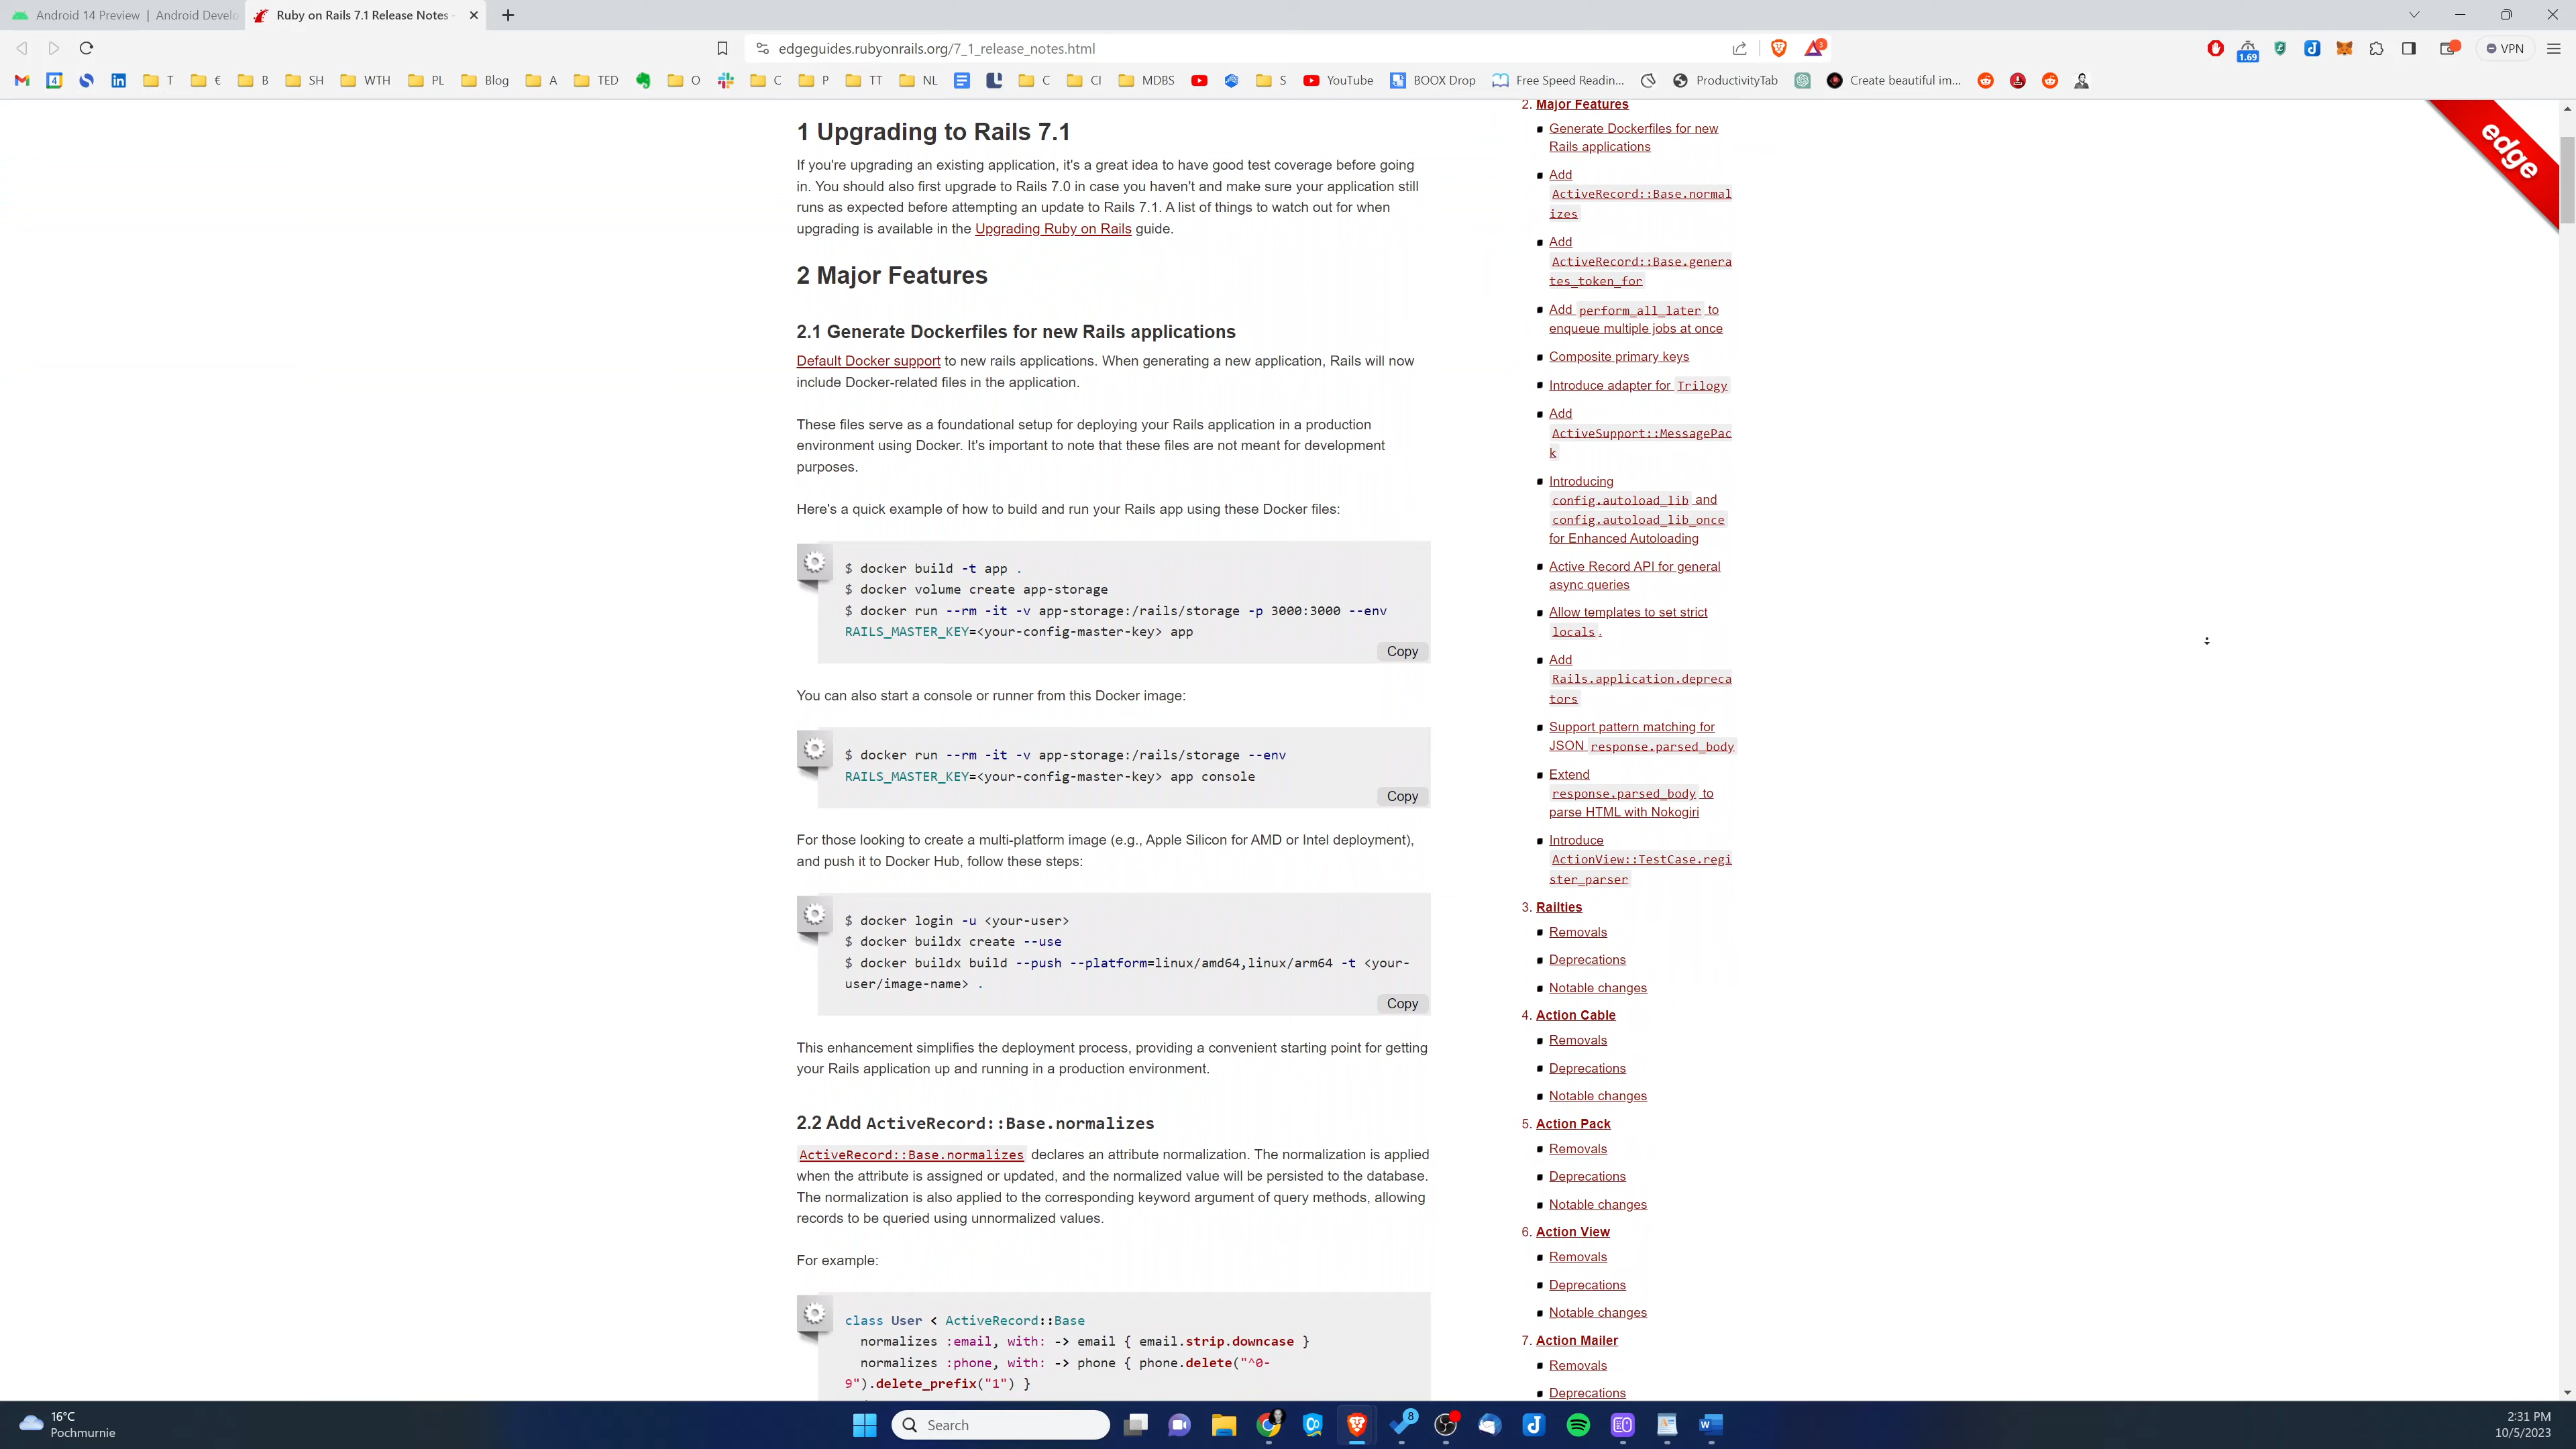 Android 14 Preview | Android Develo
Ruby on Rails 7.1 Release Notes -
edgeguides.rubyonrails.org/7_1_release_notes.html
3
1.69
VPN
4
T
€
B
SH
WTH
PL
Blog
A
TED
O
C
P
TT
NL
C
CI
MDBS
S
YouTube
BOOX Drop
Free Speed Readin...
ProductivityTab
Create beautiful im...
edge
1 Upgrading to Rails 7.1
If you're upgrading an existing application, it's a great idea to have good test coverage before going
in. You should also first upgrade to Rails 7.0 in case you haven't and make sure your application still
runs as expected before attempting an update to Rails 7.1. A list of things to watch out for when
upgrading is available in the Upgrading Ruby on Rails guide.
2 Major Features
2.1 Generate Dockerfiles for new Rails applications
Default Docker support to new rails applications. When generating a new application, Rails will now
include Docker-related files in the application.
These files serve as a foundational setup for deploying your Rails application in a production
environment using Docker. It's important to note that these files are not meant for development
purposes.
Here's a quick example of how to build and run your Rails app using these Docker files:
$ docker build -t app .
$ docker volume create app-storage
$ docker run --rm -it -v app-storage:/rails/storage -p 3000:3000 --env
RAILS_MASTER_KEY=<your-config-master-key> app
Copy
You can also start a console or runner from this Docker image:
$ docker run --rm -it -v app-storage:/rails/storage --env
RAILS_MASTER_KEY=<your-config-master-key> app console
Copy
For those looking to create a multi-platform image (e.g., Apple Silicon for AMD or Intel deployment),
and push it to Docker Hub, follow these steps:
$ docker login -u <your-user>
$ docker buildx create --use
$ docker buildx build --push --platform=linux/amd64,linux/arm64 -t <your-
user/image-name> .
Copy
This enhancement simplifies the deployment process, providing a convenient starting point for getting
your Rails application up and running in a production environment.
2.2 Add ActiveRecord::Base.normalizes
ActiveRecord::Base.normalizes declares an attribute normalization. The normalization is applied
when the attribute is assigned or updated, and the normalized value will be persisted to the database.
The normalization is also applied to the corresponding keyword argument of query methods, allowing
records to be queried using unnormalized values.
For example:
class User < ActiveRecord::Base
normalizes :email, with: -> email { email.strip.downcase }
normalizes :phone, with: -> phone { phone.delete("^0-
9").delete_prefix("1") }
2. Major Features
Generate Dockerfiles for new
Rails applications
Add
ActiveRecord::Base.normal
izes
Add
ActiveRecord::Base.genera
tes_token_for
Add perform_all_later to
enqueue multiple jobs at once
Composite primary keys
Introduce adapter for Trilogy
Add
ActiveSupport::MessagePac
k
Introducing
config.autoload_lib and
config.autoload_lib_once
for Enhanced Autoloading
Active Record API for general
async queries
Allow templates to set strict
locals.
Add
Rails.application.depreca
tors
Support pattern matching for
JSON response.parsed_body
Extend
response.parsed_body to
parse HTML with Nokogiri
Introduce
ActionView::TestCase.regi
ster_parser
3. Railties
Removals
Deprecations
Notable changes
4. Action Cable
Removals
Deprecations
Notable changes
5. Action Pack
Removals
Deprecations
Notable changes
6. Action View
Removals
Deprecations
Notable changes
7. Action Mailer
Removals
Deprecations
16°C
Pochmurnie
Search
8
2:31 PM
10/5/2023